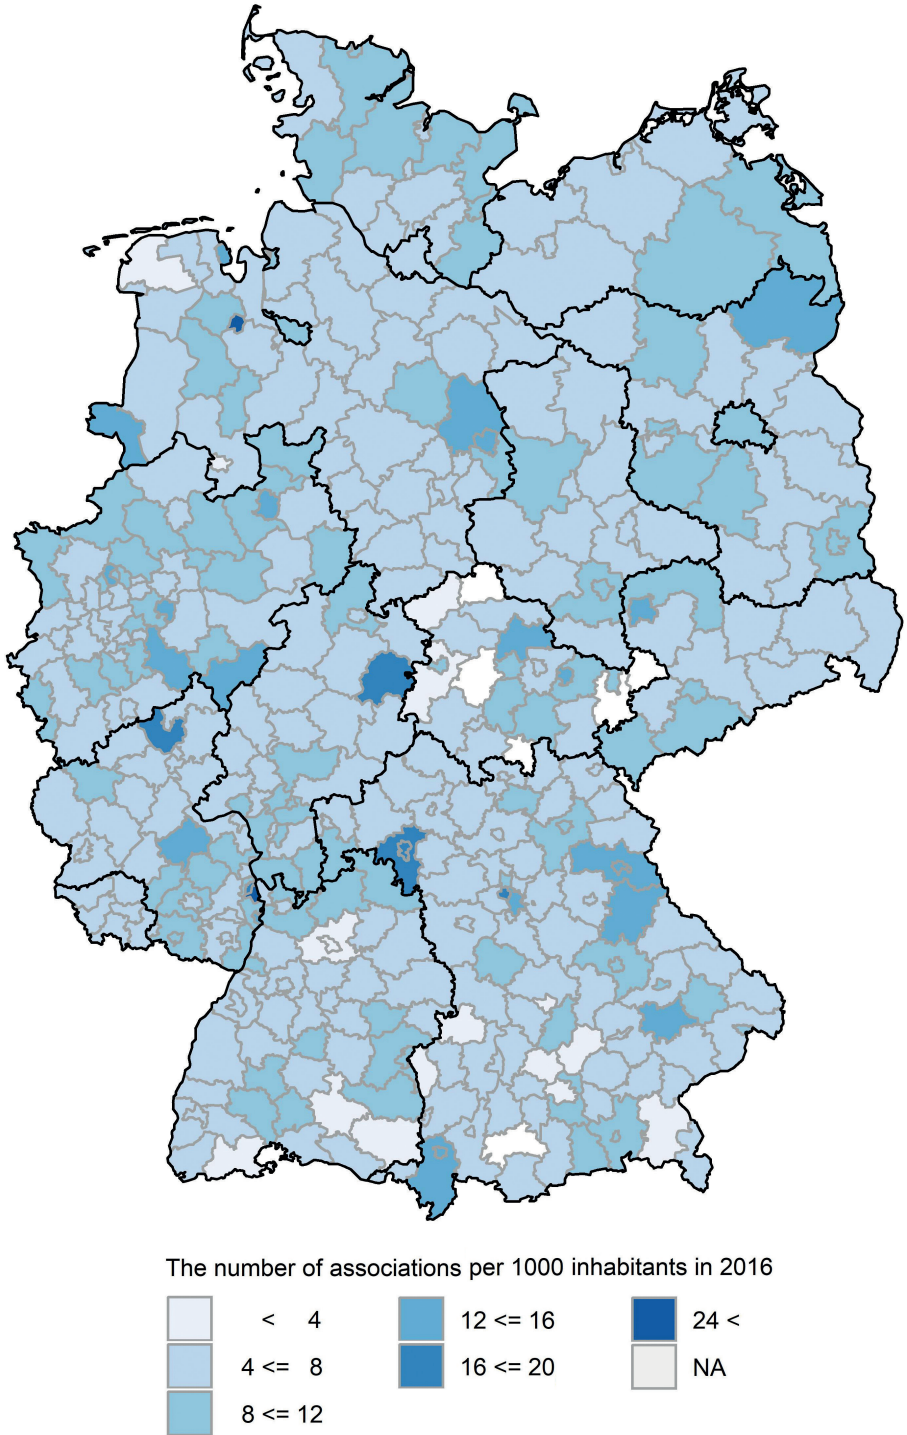 The number of associations per 1000 inhabitants in 2016
< 4
12 <= 16
24 <
4 <= 8
16 <= 20
NA
8 <= 12